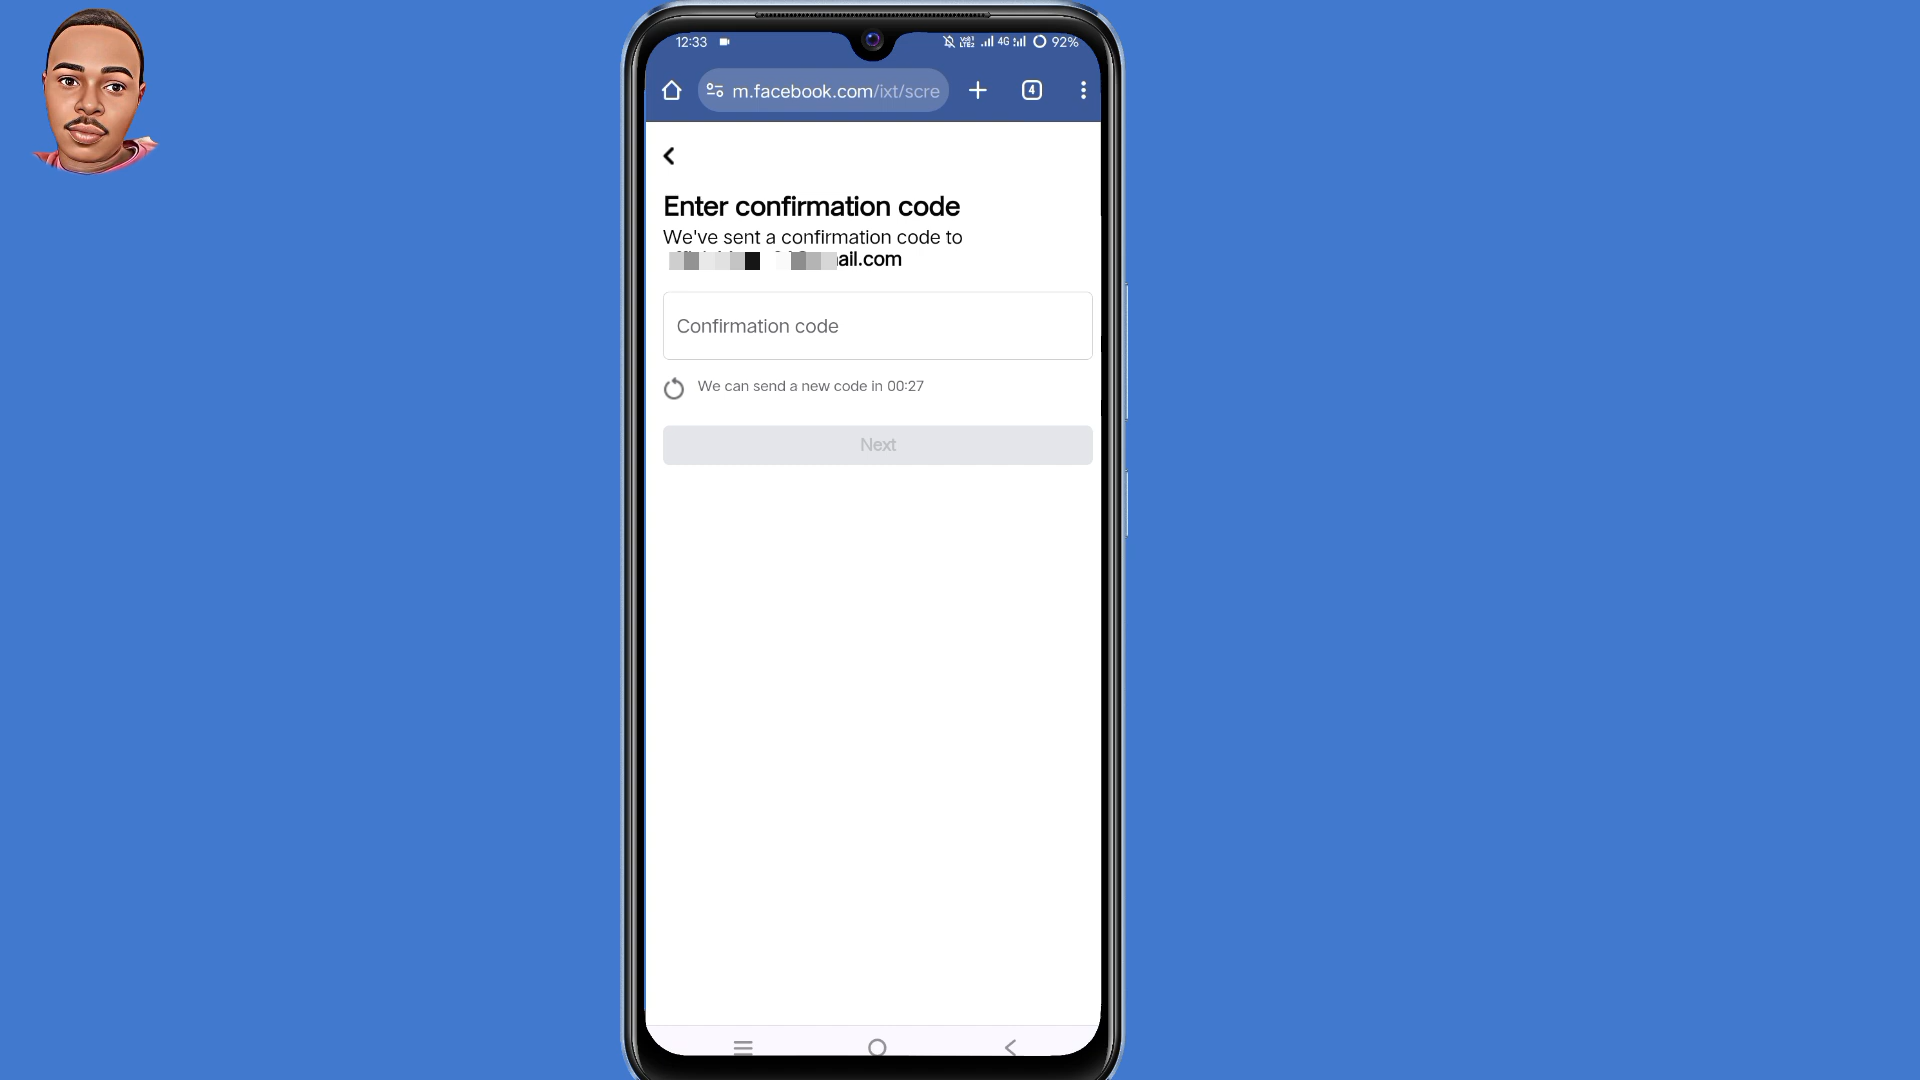 12:33
4G 92%
m.facebook.com/ixt/scre
4
Enter confirmation code
We've sent a confirmation code to
ail.com
Confirmation code
We can send a new code in 00:27
Next